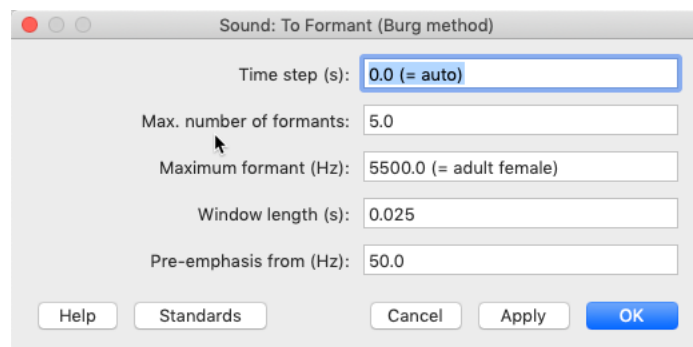 Sound: To Formant (Burg method)
Time step (s): 0.0 (= auto)
Max. number of formants: 5.0
Maximum formant (Hz): 5500.0 (= adult female)
Window length (s): 0.025
Pre-emphasis from (Hz): 50.0
Help Standards Cancel Apply OK